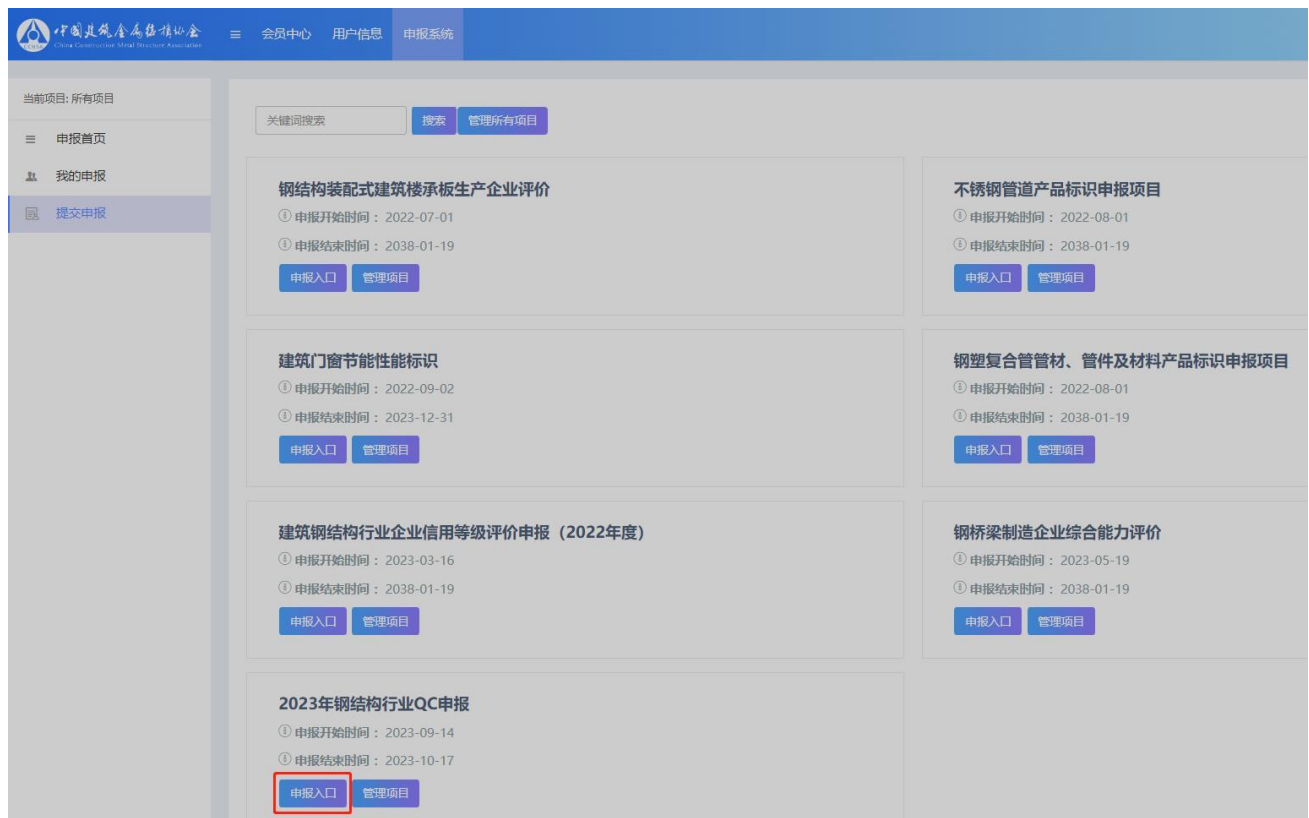 中国建筑金属结构协会
China Construction Metal Structure Association
≡ 会员中心 用户信息 申报系统
当前项目: 所有项目
申报首页
我的申报
提交申报
关键词搜索 搜索 管理所有项目
钢结构装配式建筑楼承板生产企业评价
申报开始时间： 2022-07-01
申报结束时间： 2038-01-19
申报入口 管理项目
不锈钢管道产品标识申报项目
申报开始时间： 2022-08-01
申报结束时间： 2038-01-19
申报入口 管理项目
建筑门窗节能性能标识
申报开始时间： 2022-09-02
申报结束时间： 2023-12-31
申报入口 管理项目
钢塑复合管管材、管件及材料产品标识申报项目
申报开始时间： 2022-08-01
申报结束时间： 2038-01-19
申报入口 管理项目
建筑钢结构行业企业信用等级评价申报（2022年度）
申报开始时间： 2023-03-16
申报结束时间： 2038-01-19
申报入口 管理项目
钢桥梁制造企业综合能力评价
申报开始时间： 2023-05-19
申报结束时间： 2038-01-19
申报入口 管理项目
2023年钢结构行业QC申报
申报开始时间： 2023-09-14
申报结束时间： 2023-10-17
申报入口 管理项目